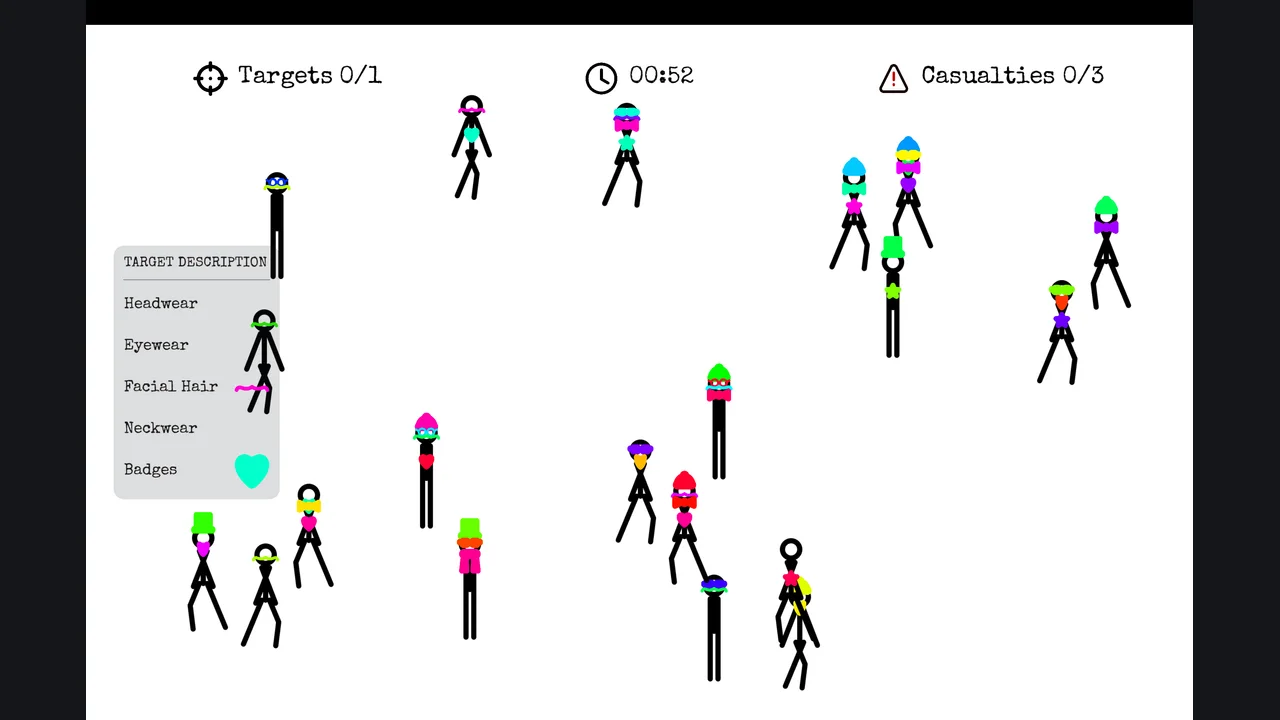 Targets 0/1
00:52
Casualties 0/3
TARGET DESCRIPTION
Headwear
Eyewear
Facial Hair
Neckwear
Badges